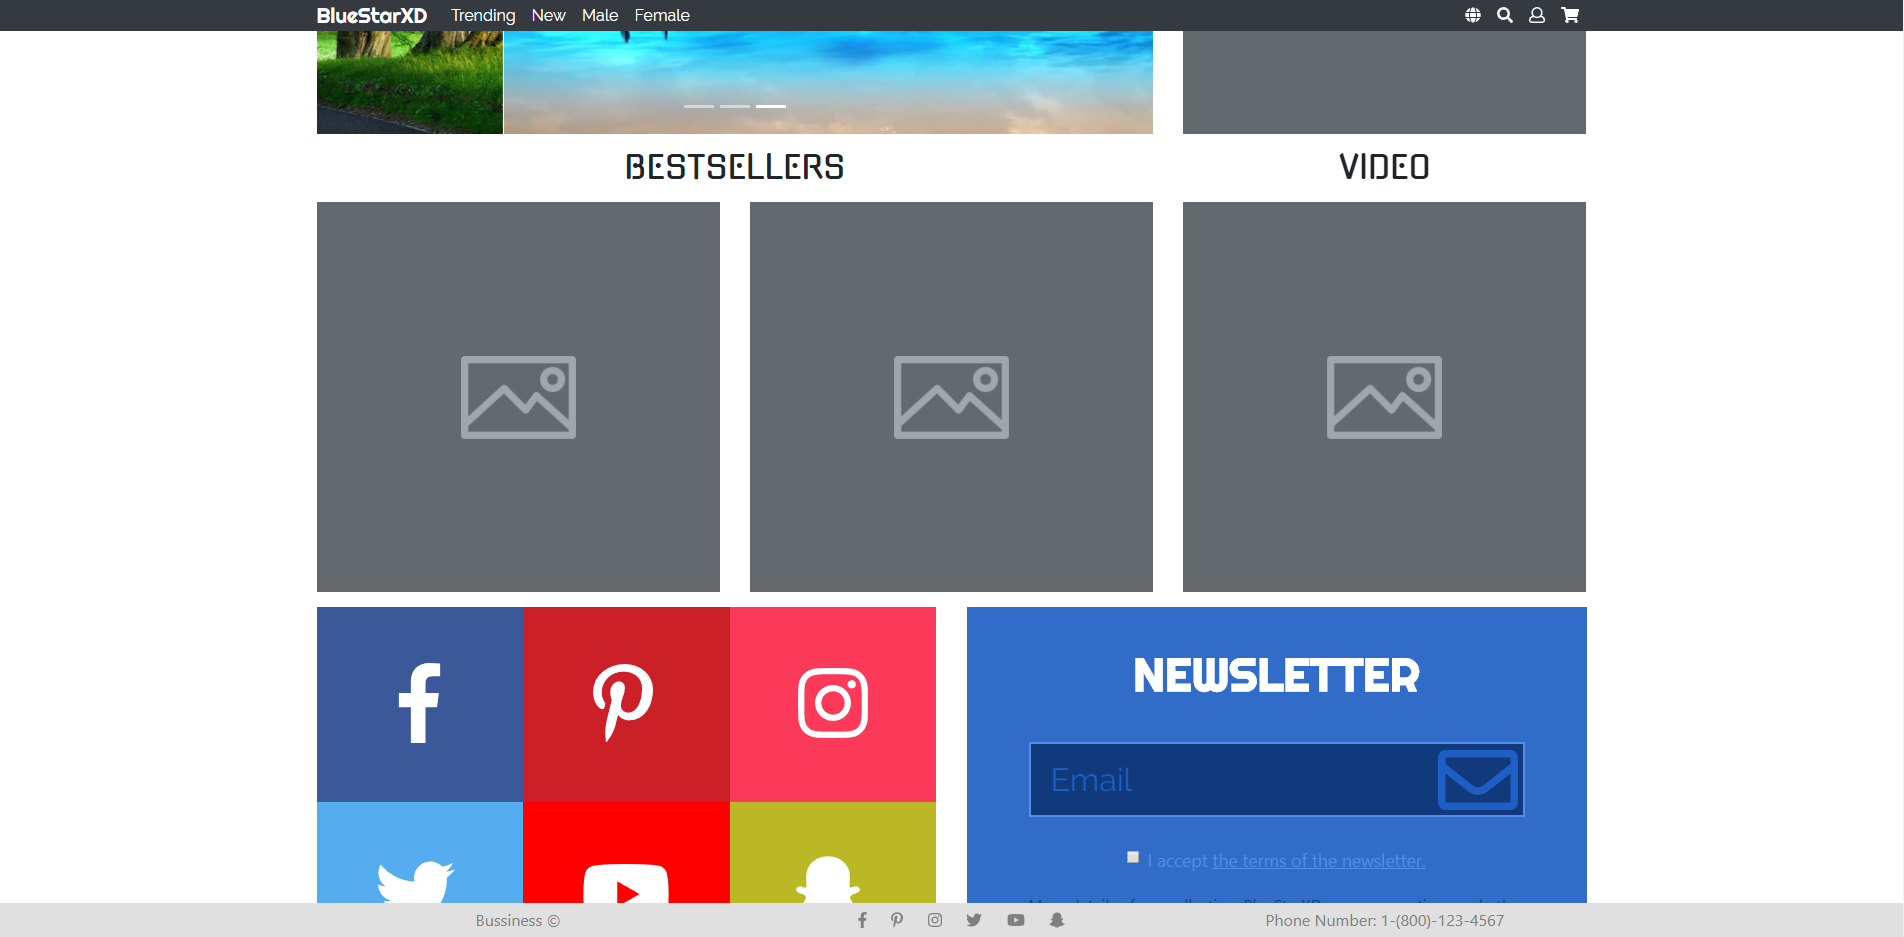 BlueStarXD Trending New Male Female
BESTSELLERS VIDEO
NEWSLETTER
Email
I accept the terms of the newsletter.
Bussiness © Phone Number: 1-(800)-123-4567